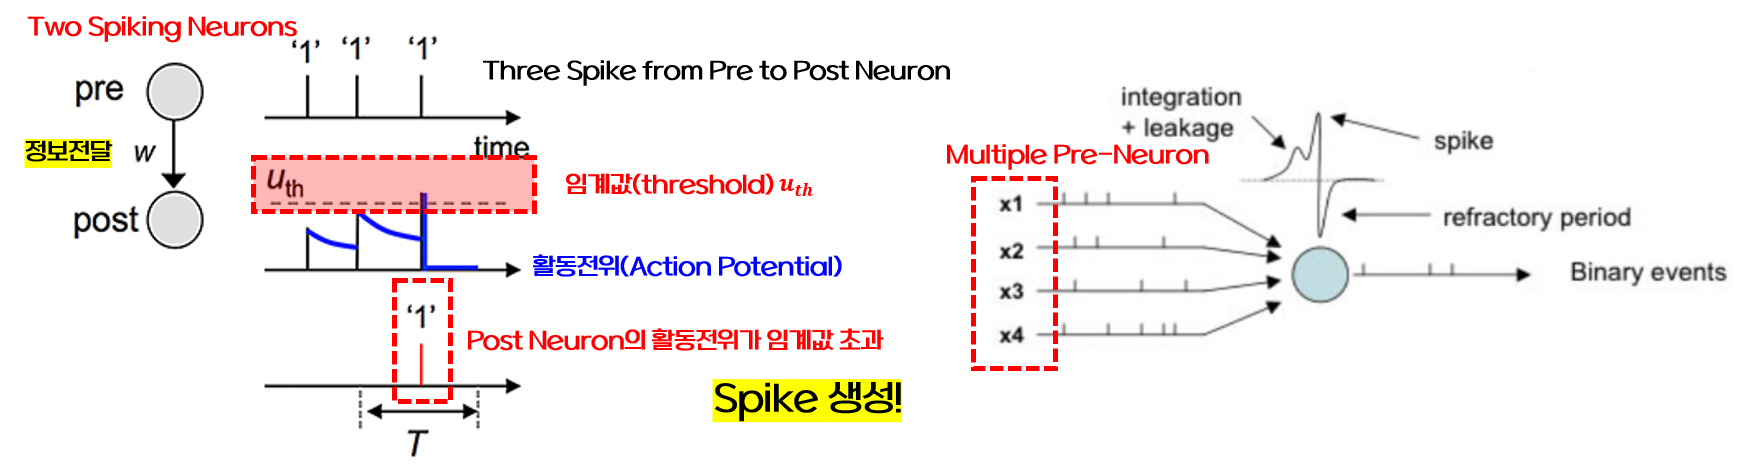 Two Spiking Neurons
‘1’ ‘1’ ‘1’
pre
Three Spike from Pre to Post Neuron
정보전달 w
time
u_th
임계값(threshold) u_th
post
활동전위(Action Potential)
‘1’
Post Neuron의 활동전위가 임계값 초과
Spike 생성!
T
integration
+ leakage
spike
Multiple Pre-Neuron
x1
refractory period
x2
Binary events
x3
x4